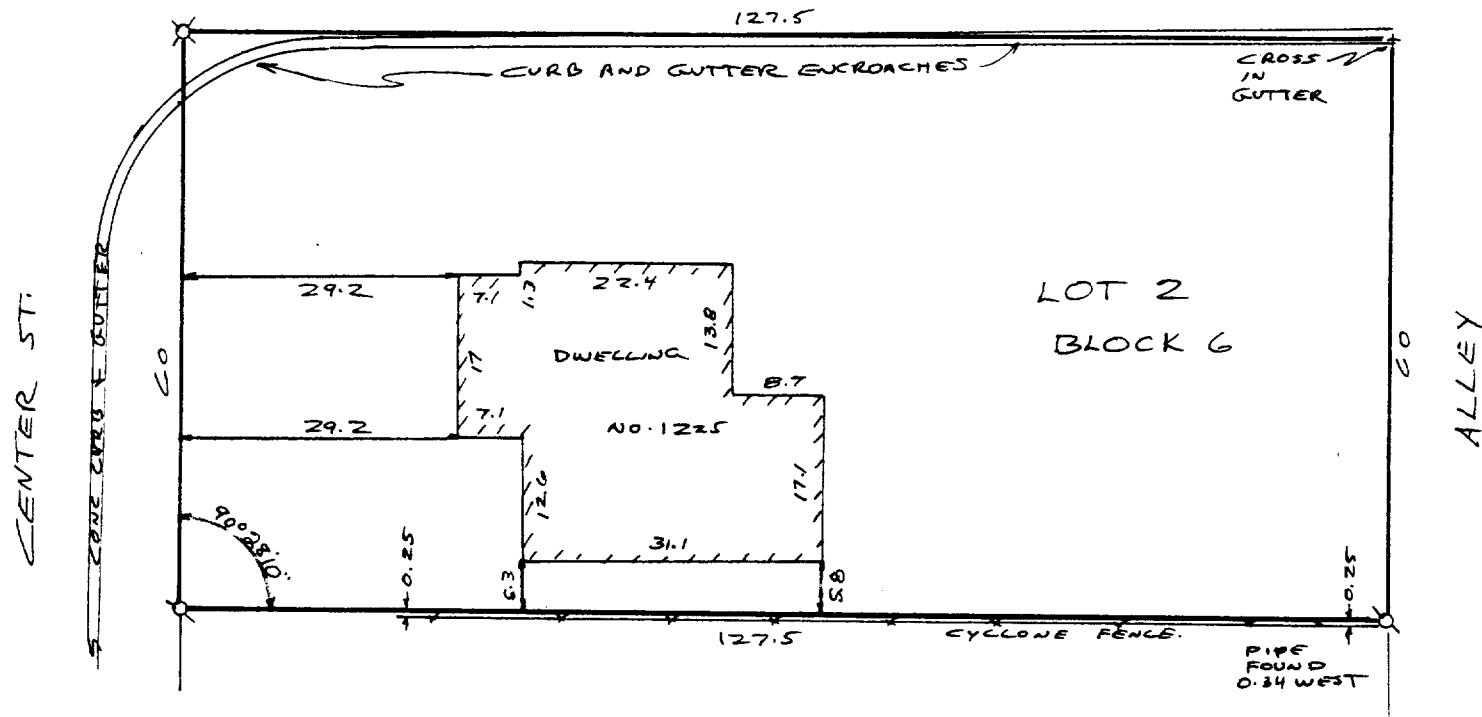 127.5
CURB AND GUTTER ENCROACHES
CROSS
IN
GUTTER
29.2
7.1
1.3
22.4
13.8
LOT 2
BLOCK 6
DWELLING
17
8.7
7.1
29.2
NO. 1225
12.6
17.1
31.1
CENTER ST.
CONC CURB & GUTTER
60
60
ALLEY
90°28'10"
0.25
6.3
5.8
0.25
127.5
CYCLONE FENCE.
PIPE
FOUND
0.34 WEST